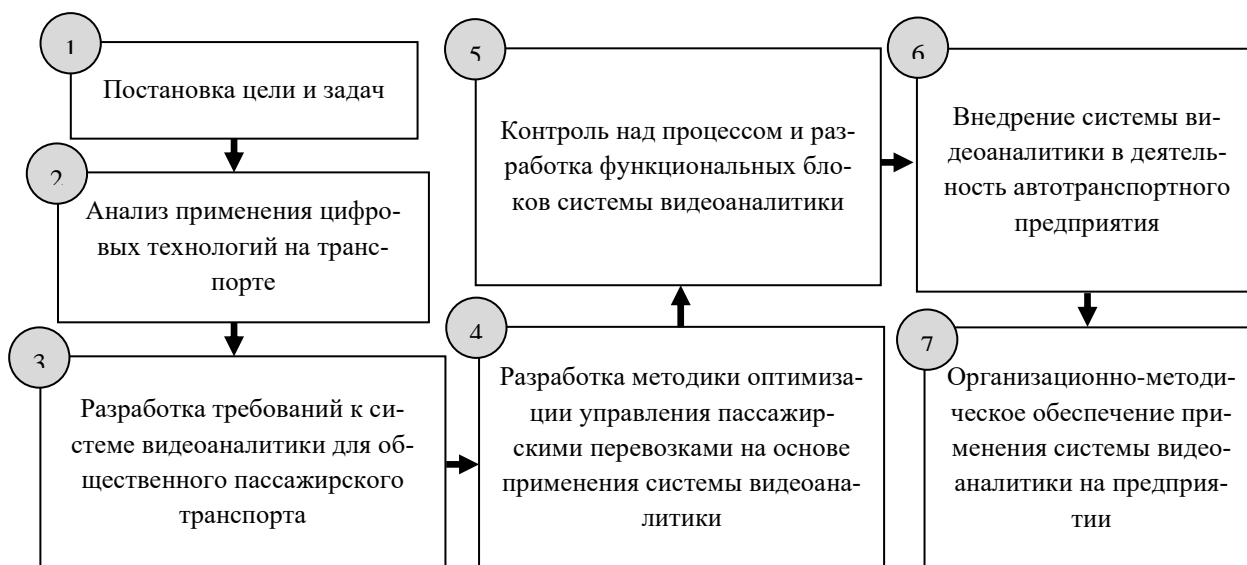 1
Постановка цели и задач
2
Анализ применения цифро-
вых технологий на транс-
порте
3
Разработка требований к си-
стеме видеоаналитики для об-
щественного пассажирского
транспорта
4
Разработка методики оптимиза-
ции управления пассажир-
скими перевозками на основе
применения системы видеоана-
литики
5
Контроль над процессом и раз-
работка функциональных бло-
ков системы видеоаналитики
6
Внедрение системы ви-
деоаналитики в деятель-
ность автотранспортного
предприятия
7
Организационно-методи-
ческое обеспечение при-
менения системы видео-
аналитики на предприя-
тии